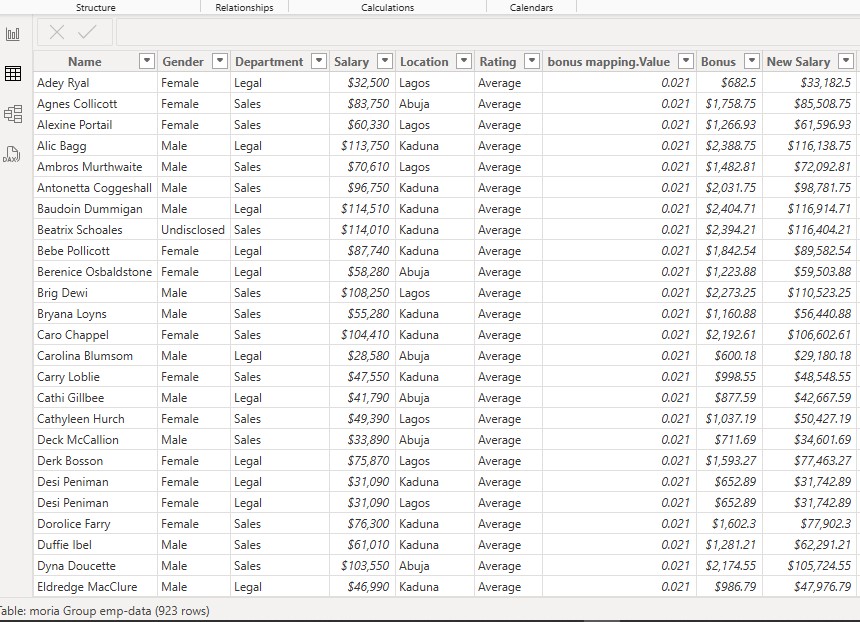 Structure Relationships Calculations Calendars
Name Gender Department Salary Location Rating bonus mapping.Value Bonus New Salary
Adey Ryal Female Legal $32,500 Lagos Average 0.021 $682.5 $33,182.5
Agnes Collicott Female Sales $83,750 Abuja Average 0.021 $1,758.75 $85,508.75
Alexine Portail Female Sales $60,330 Lagos Average 0.021 $1,266.93 $61,596.93
Alic Bagg Male Legal $113,750 Kaduna Average 0.021 $2,388.75 $116,138.75
Ambros Murthwaite Male Sales $70,610 Lagos Average 0.021 $1,482.81 $72,092.81
Antonetta Coggeshall Male Sales $96,750 Kaduna Average 0.021 $2,031.75 $98,781.75
Baudoin Dummigan Male Legal $114,510 Kaduna Average 0.021 $2,404.71 $116,914.71
Beatrix Schoales Undisclosed Sales $114,010 Kaduna Average 0.021 $2,394.21 $116,404.21
Bebe Pollicott Female Legal $87,740 Kaduna Average 0.021 $1,842.54 $89,582.54
Berenice Osbaldstone Female Legal $58,280 Abuja Average 0.021 $1,223.88 $59,503.88
Brig Dewi Male Sales $108,250 Lagos Average 0.021 $2,273.25 $110,523.25
Bryana Loyns Male Sales $55,280 Kaduna Average 0.021 $1,160.88 $56,440.88
Caro Chappel Female Sales $104,410 Kaduna Average 0.021 $2,192.61 $106,602.61
Carolina Blumsom Male Legal $28,580 Abuja Average 0.021 $600.18 $29,180.18
Carry Loblie Female Sales $47,550 Kaduna Average 0.021 $998.55 $48,548.55
Cathi Gillbee Male Legal $41,790 Abuja Average 0.021 $877.59 $42,667.59
Cathyleen Hurch Female Sales $49,390 Lagos Average 0.021 $1,037.19 $50,427.19
Deck McCallion Male Sales $33,890 Abuja Average 0.021 $711.69 $34,601.69
Derk Bosson Female Legal $75,870 Lagos Average 0.021 $1,593.27 $77,463.27
Desi Peniman Female Legal $31,090 Kaduna Average 0.021 $652.89 $31,742.89
Desi Peniman Female Legal $31,090 Lagos Average 0.021 $652.89 $31,742.89
Dorolice Farry Female Sales $76,300 Kaduna Average 0.021 $1,602.3 $77,902.3
Duffie Ibel Male Sales $61,010 Kaduna Average 0.021 $1,281.21 $62,291.21
Dyna Doucette Male Sales $103,550 Abuja Average 0.021 $2,174.55 $105,724.55
Eldredge MacClure Male Legal $46,990 Kaduna Average 0.021 $986.79 $47,976.79
DAX
able: moria Group emp-data (923 rows)